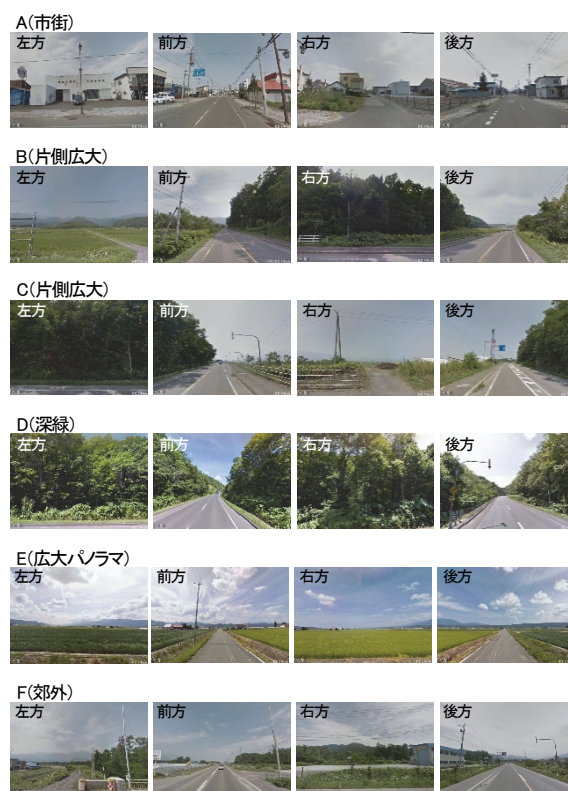 A(市街)
左方 前方 右方 後方
B(片側広大)
左方 前方 右方 後方
C(片側広大)
左方 前方 右方 後方
D(深緑)
左方 前方 右方 後方
E(広大パノラマ)
左方 前方 右方 後方
F(郊外)
左方 前方 右方 後方